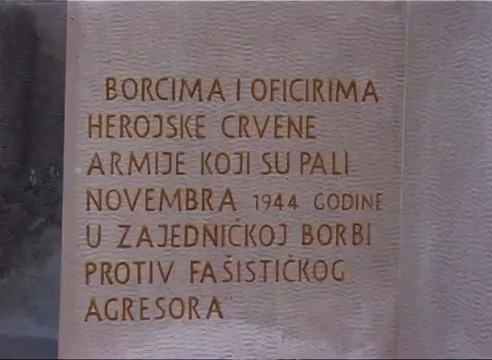 BORCIMA I OFICIRIMA
HEROJSKE CRVENE
ARMIJE KOJI SU PALI
NOVEMBRA 1944 GODINE
U ZAJEDNIČKOJ BORBI
PROTIV FAŠISTIČKOG
AGRESORA"